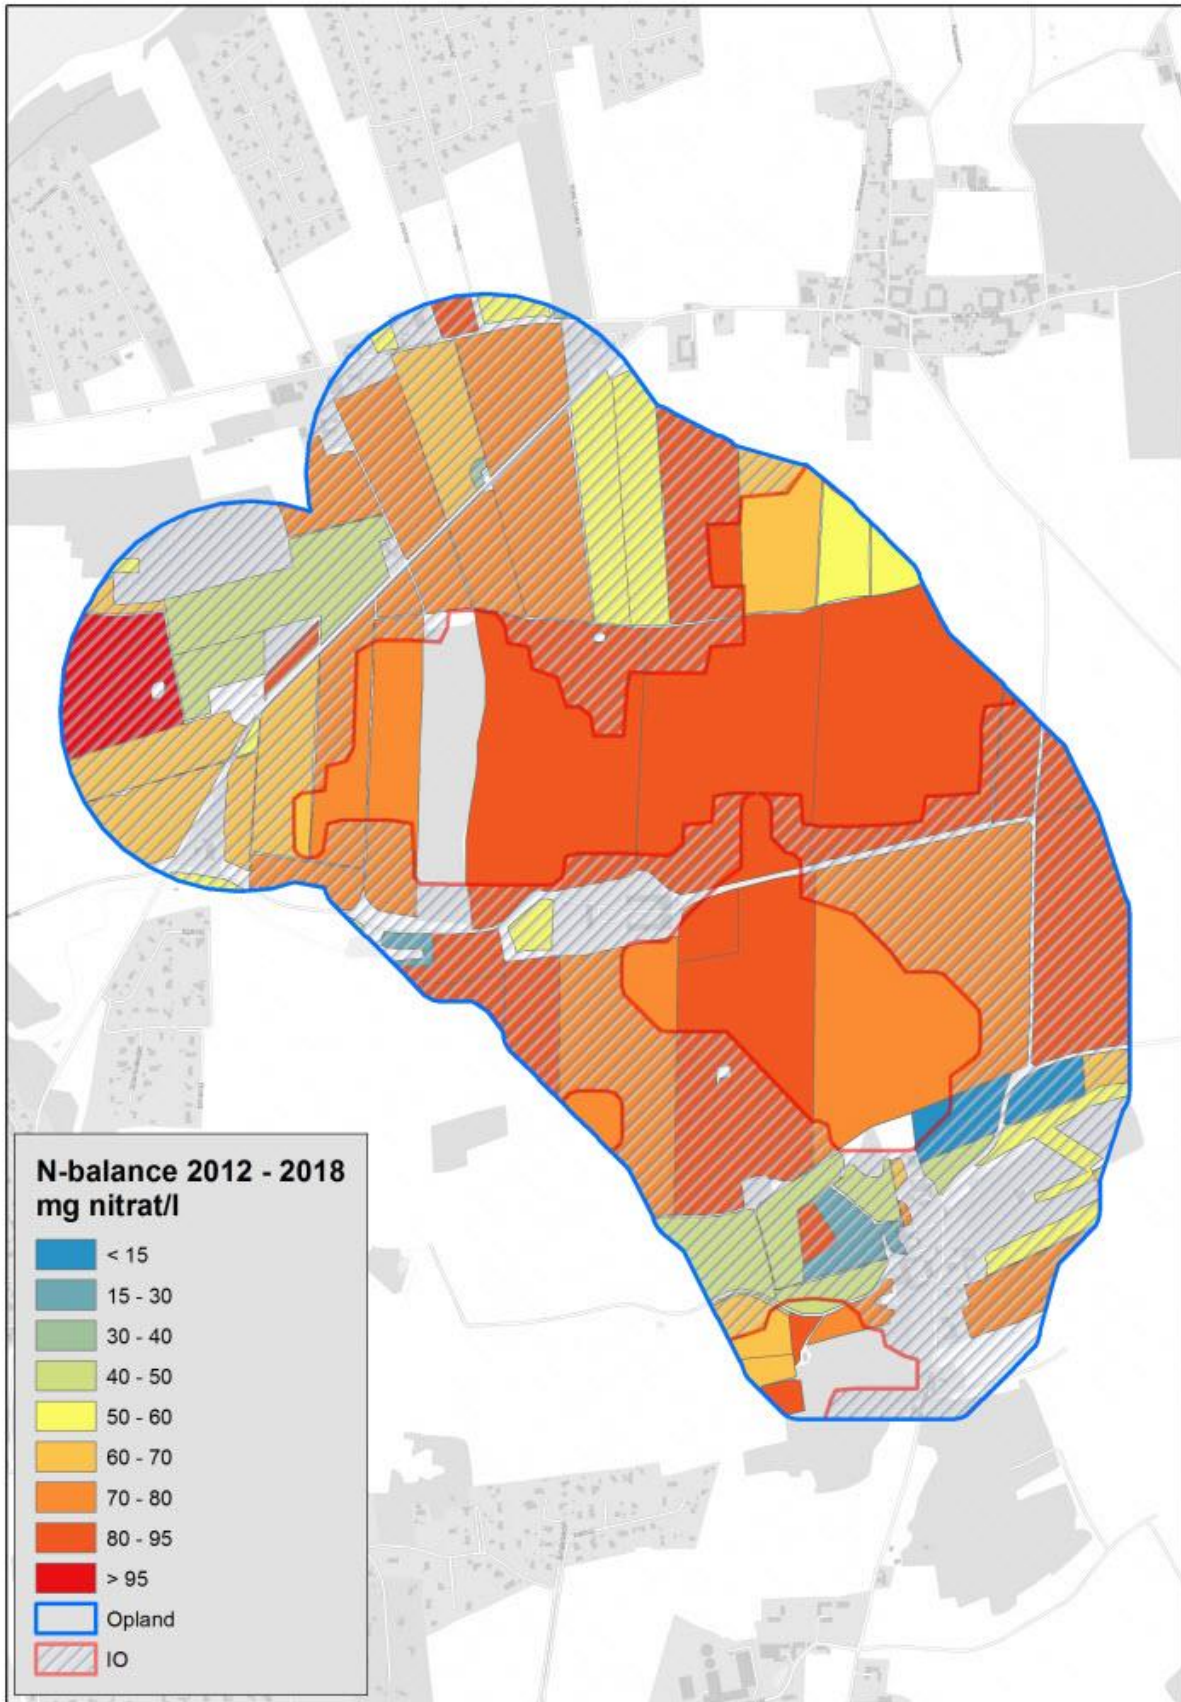 N-balance 2012 - 2018
mg nitrat/l
< 15
15 - 30
30 - 40
40 - 50
50 - 60
60 - 70
70 - 80
80 - 95
> 95
Opland
IO